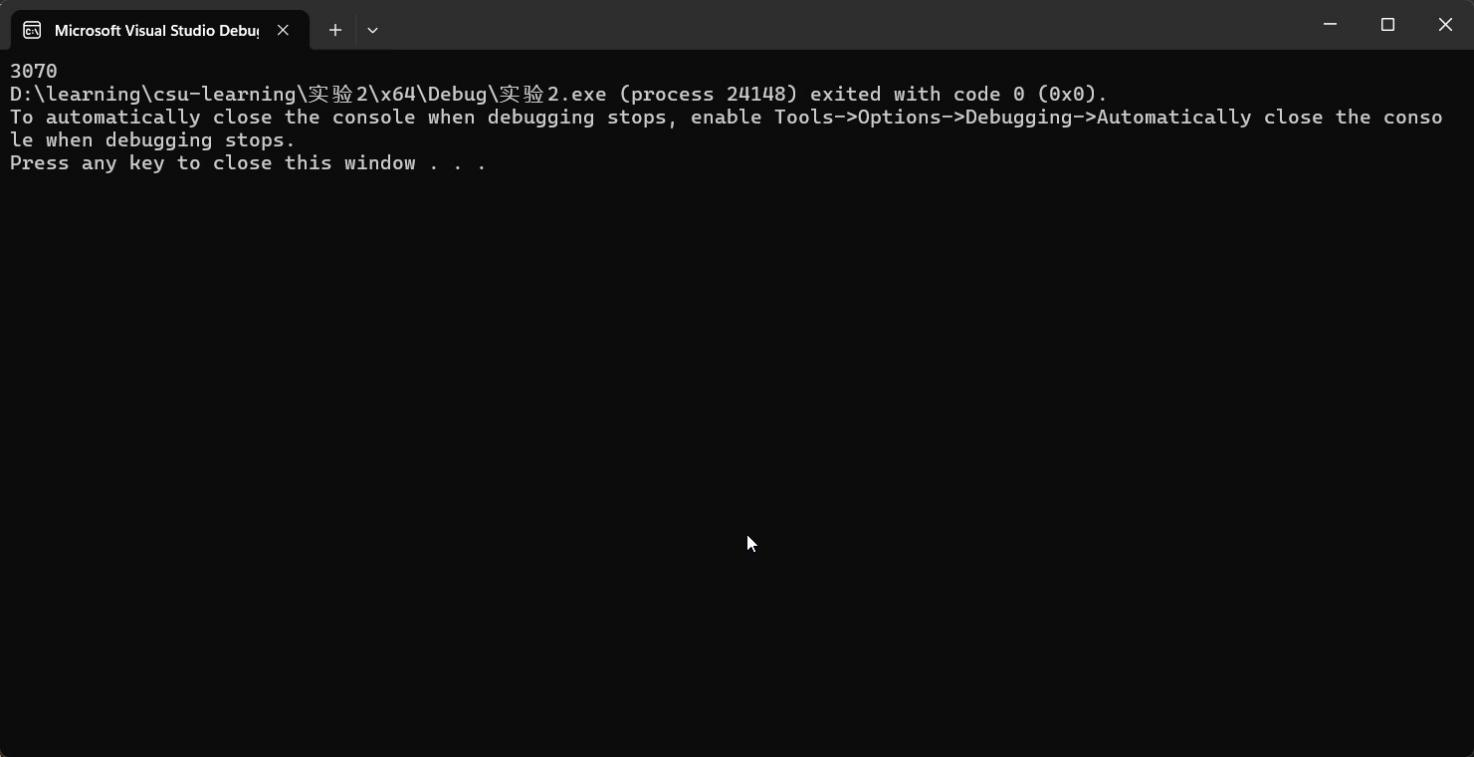 Microsoft Visual Studio Debug
3070
D:\learning\csu-learning\实验2\x64\Debug\实验2.exe (process 24148) exited with code 0 (0x0).
To automatically close the console when debugging stops, enable Tools->Options->Debugging->Automatically close the conso
le when debugging stops.
Press any key to close this window . . .